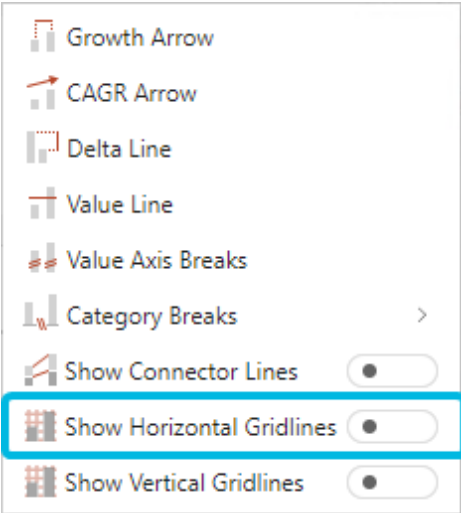 Growth Arrow
CAGR Arrow
Delta Line
Value Line
Value Axis Breaks
Category Breaks
Show Connector Lines
Show Horizontal Gridlines
Show Vertical Gridlines